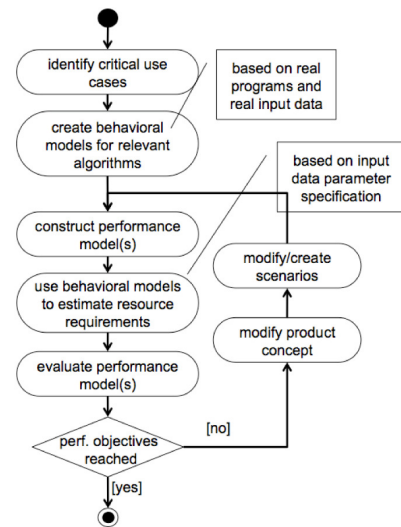 identify critical use
cases
based on real
programs and
real input data
create behavioral
models for relevant
algorithms
based on input
data parameter
specification
construct performance
model(s)
modify/create
scenarios
use behavioral models
to estimate resource
requirements
modify product
concept
evaluate performance
model(s)
[no]
perf. objectives
reached
[yes]